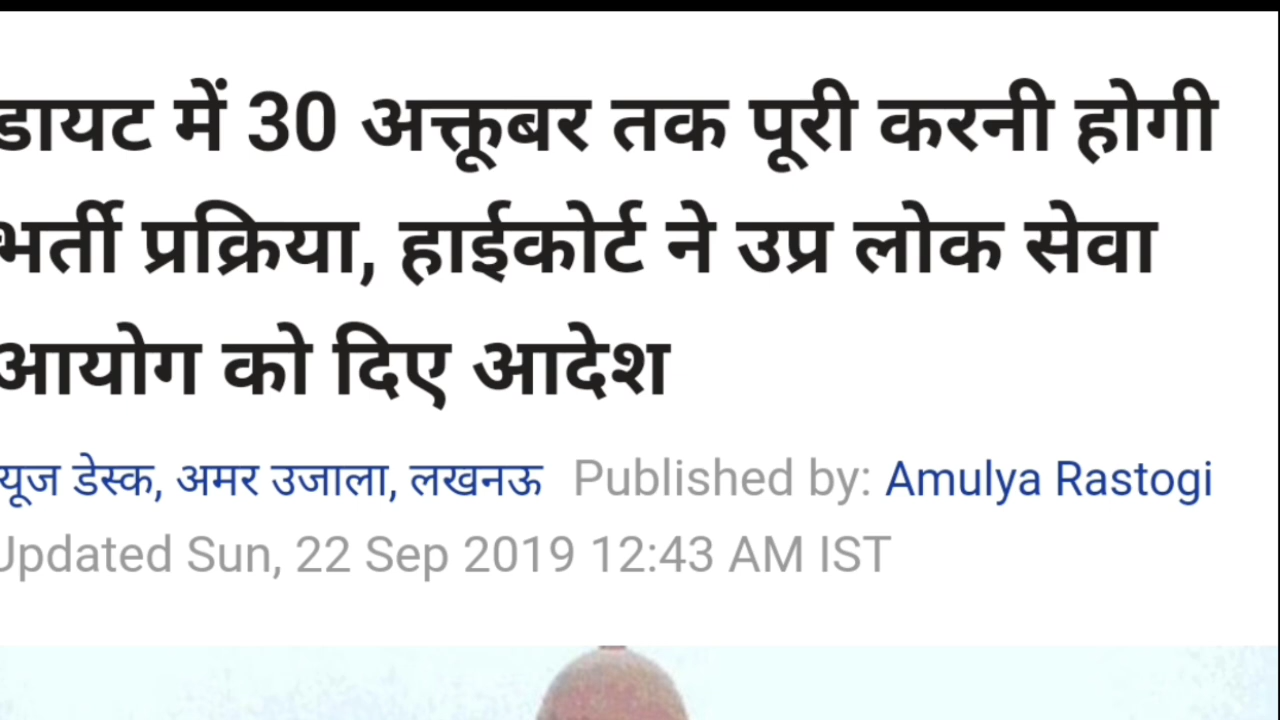 डायट में 30 अक्तूबर तक पूरी करनी होगी
भर्ती प्रक्रिया, हाईकोर्ट ने उप्र लोक सेवा
आयोग को दिए आदेश
यूज डेस्क, अमर उजाला, लखनऊ Published by: Amulya Rastogi
Updated Sun, 22 Sep 2019 12:43 AM IST